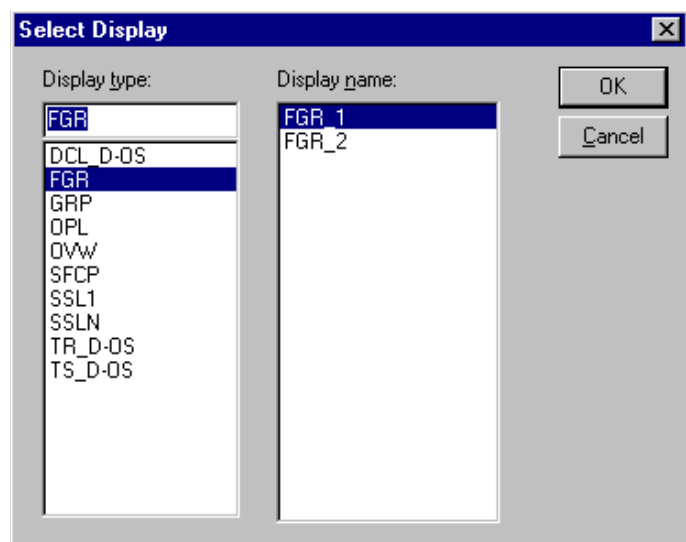 Select Display
Display type:
Display name:
OK
Cancel
FGR
DCL_D-OS
FGR
GRP
OPL
OVW
SFCP
SSL1
SSLN
TR_D-OS
TS_D-OS
FGR_1
FGR_2